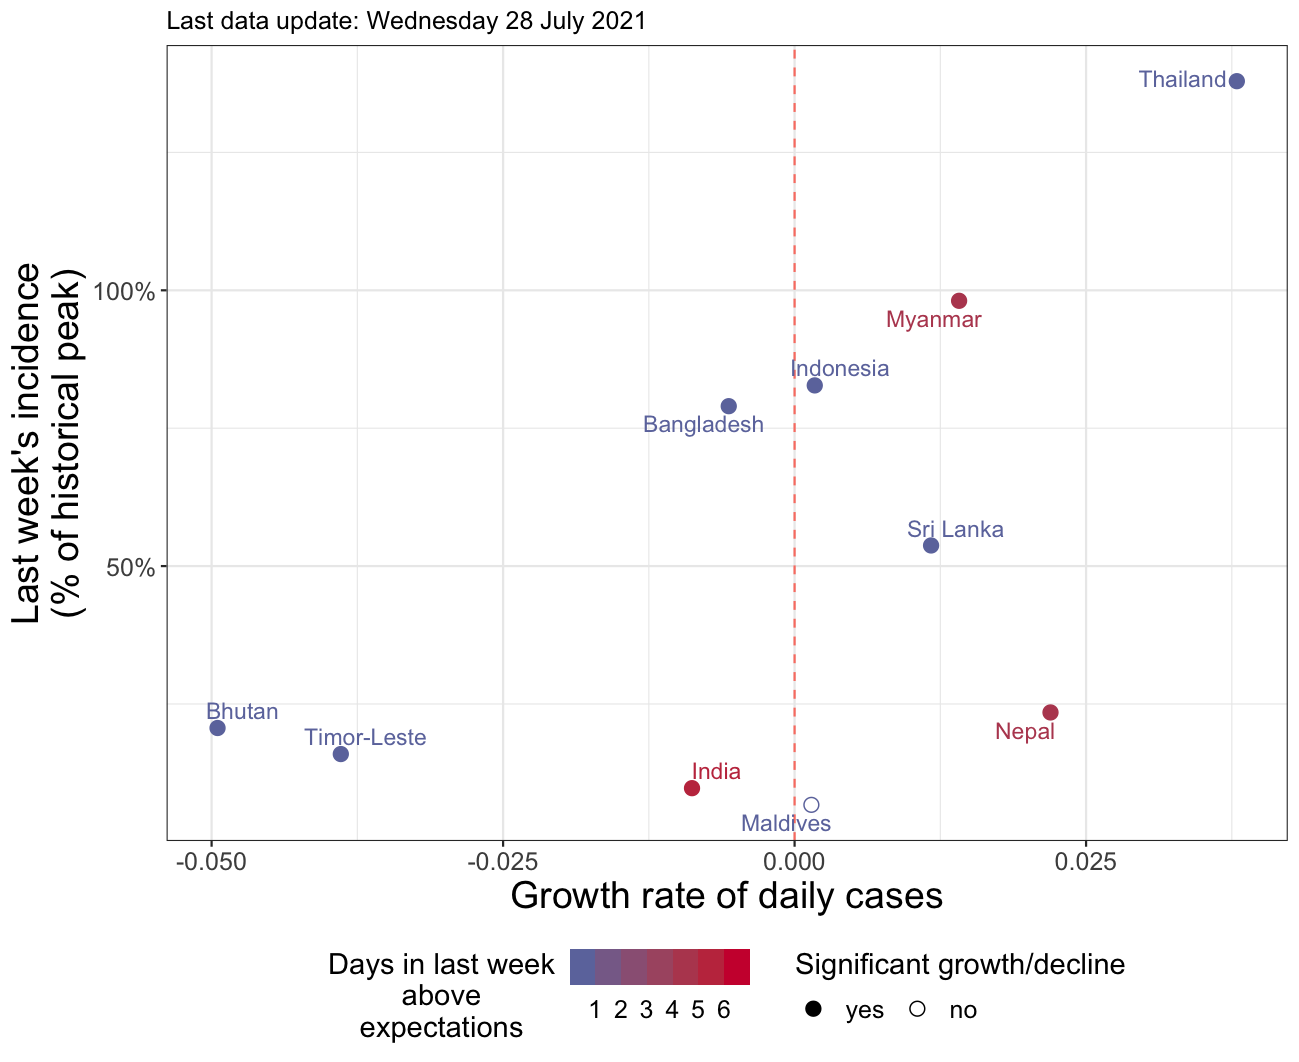 Last data update: Wednesday 28 July 2021
Thailand
100%
Myanmar
Indonesia
Bangladesh
Sri Lanka
50%
Bhutan
Timor-Leste
Nepal
India
Maldives
Last week's incidence
(% of historical peak)
-0.050 -0.025 0.000 0.025
Growth rate of daily cases
Days in last week
above
expectations
1 2 3 4 5 6
Significant growth/decline
yes no